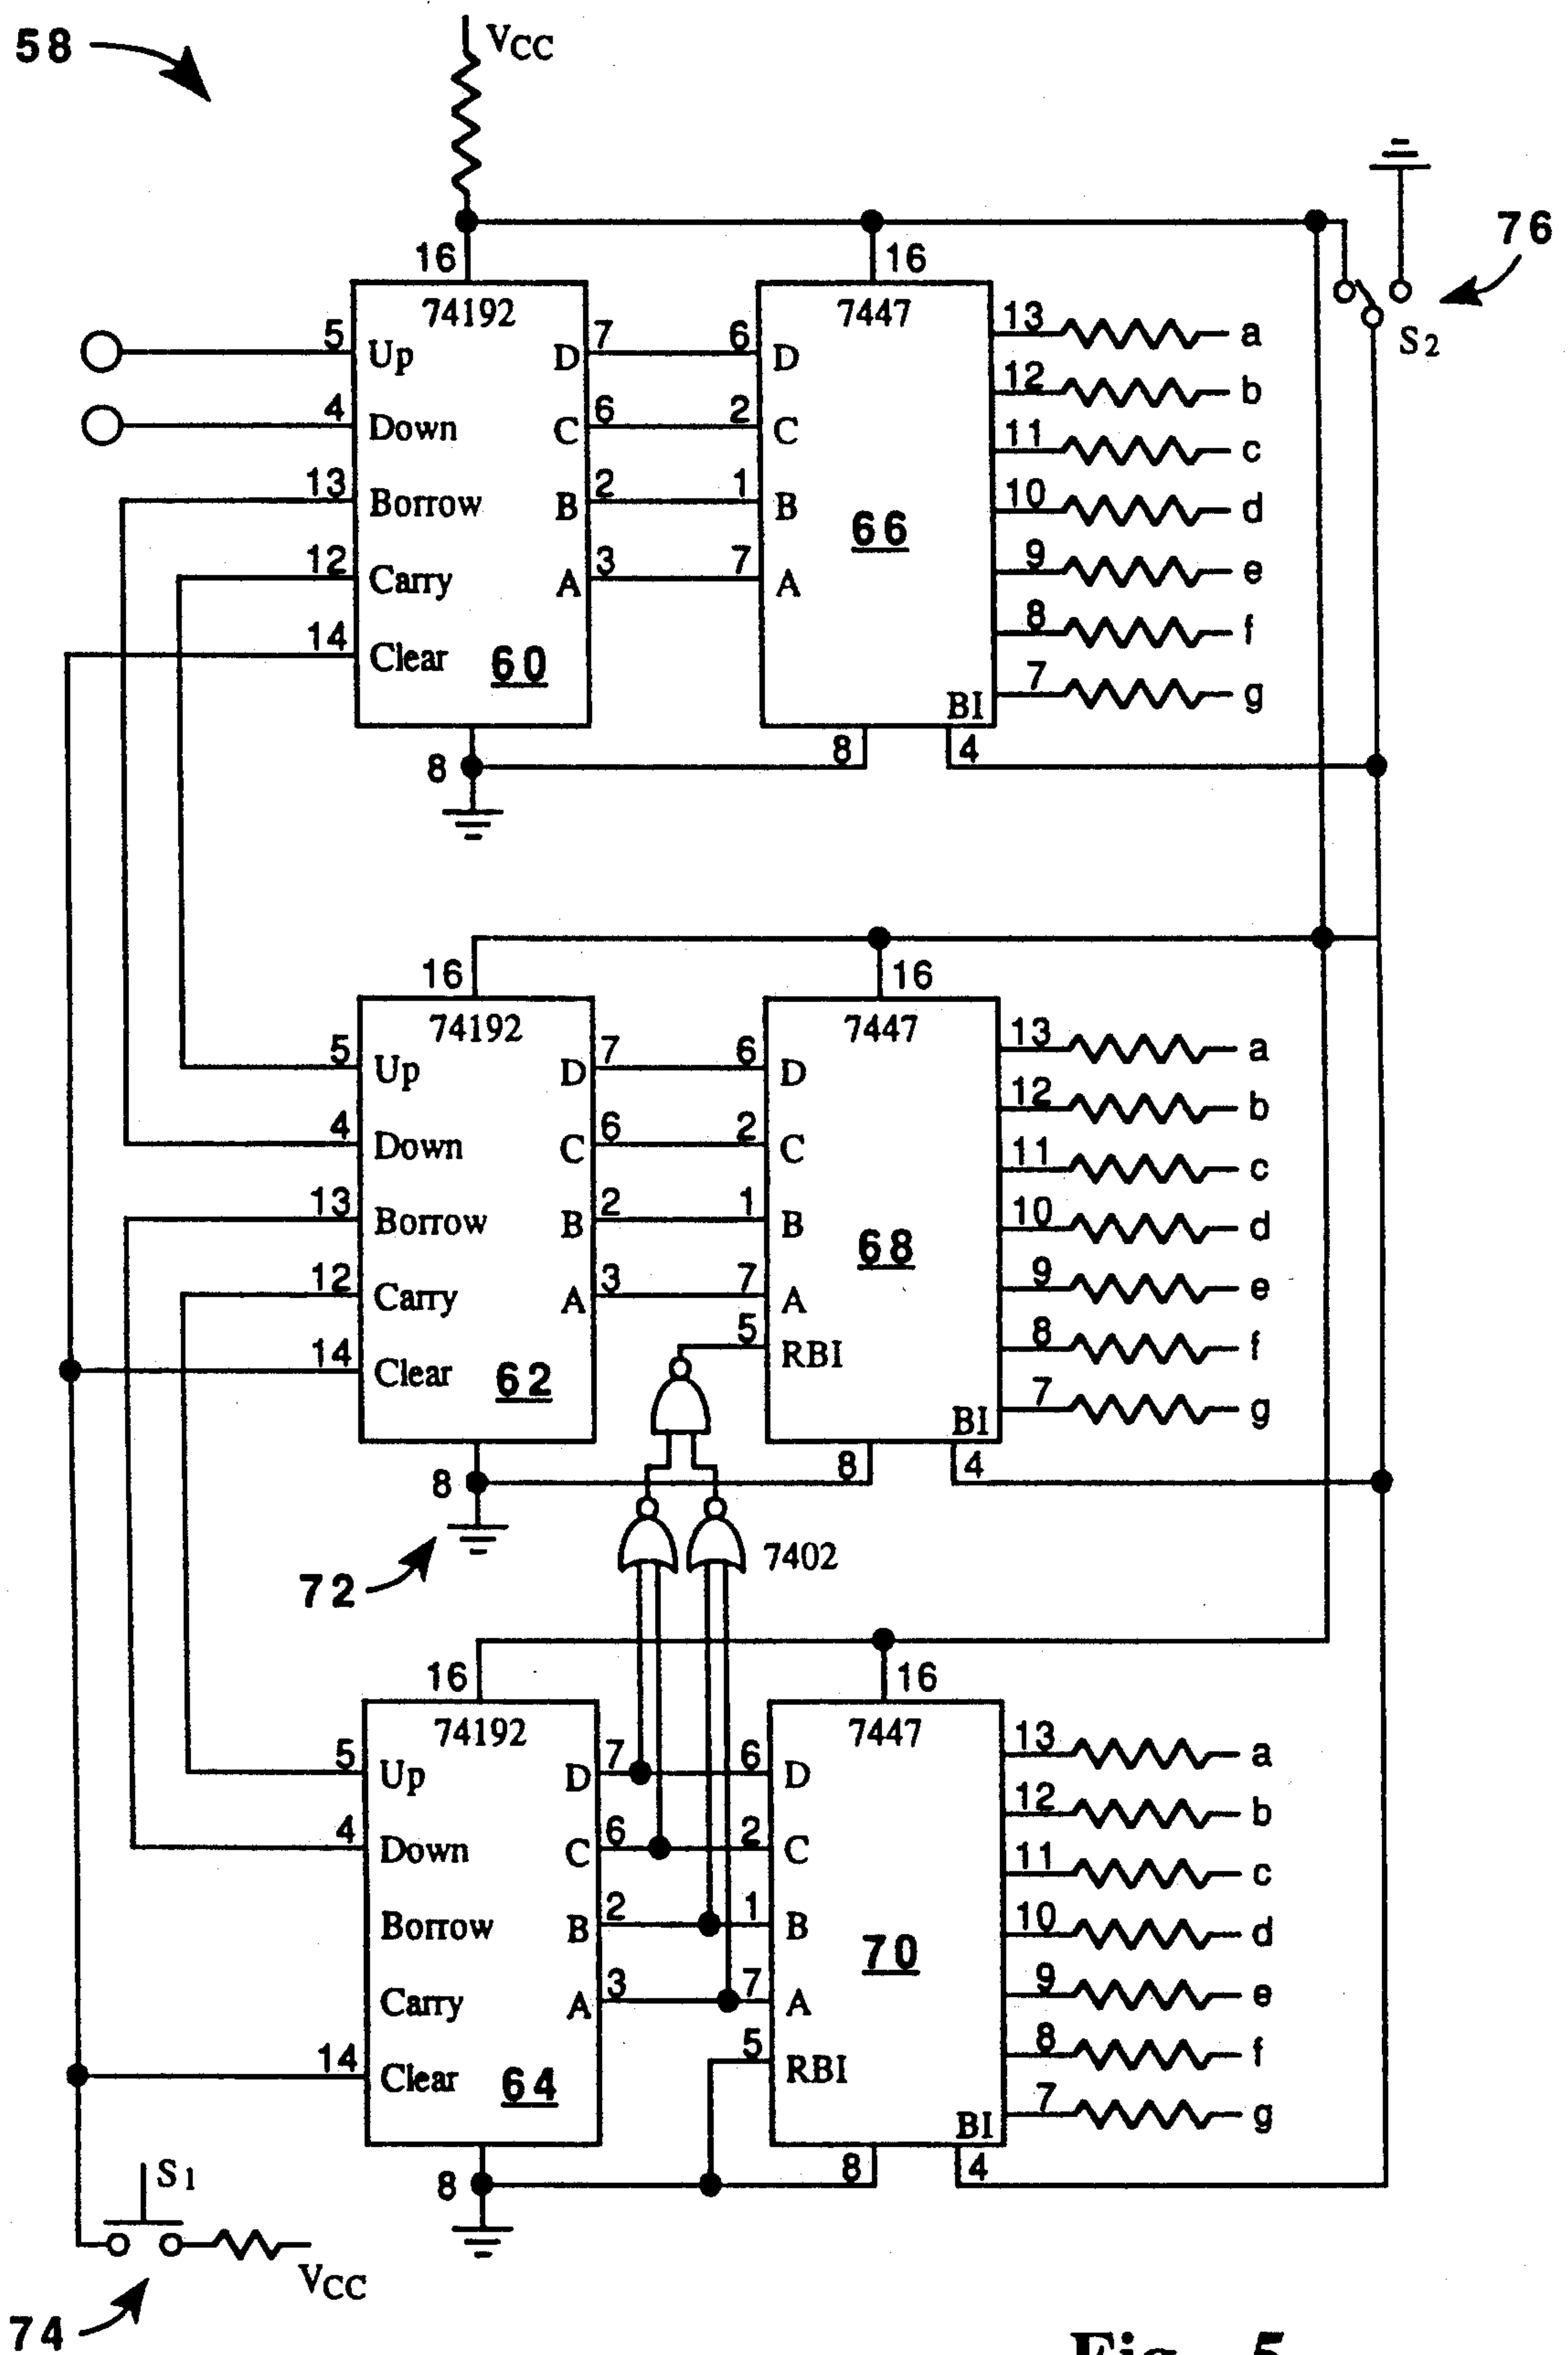 58
VCC
76
S2
16
16
74192
7447
5 Up D 7 6 D 13 a
4 Down C 6 2 C 12 b
11 c
13 Borrow B 2 1 B 10 d
66
12 Carry A 3 7 A 9 e
8 f
14 Clear 60 7 g
BI
8 8 4
16
16
74192
7447
5 Up D 7 6 D 13 a
4 Down C 6 2 C 12 b
11 c
13 Borrow B 2 1 B 10 d
68
12 Carry A 3 7 A 9 e
5 RBI 8 f
14 Clear 62 7 g
BI
8 8 4
7402
72
16
16
74192
7447
5 Up D 7 6 D 13 a
4 Down C 6 2 C 12 b
11 c
Borrow B 2 1 B 10 d
70
Carry A 3 7 A 9 e
5 RBI 8 f
14 Clear 64 7 g
BI
8 8 4
S1
VCC
74
Fig. 5